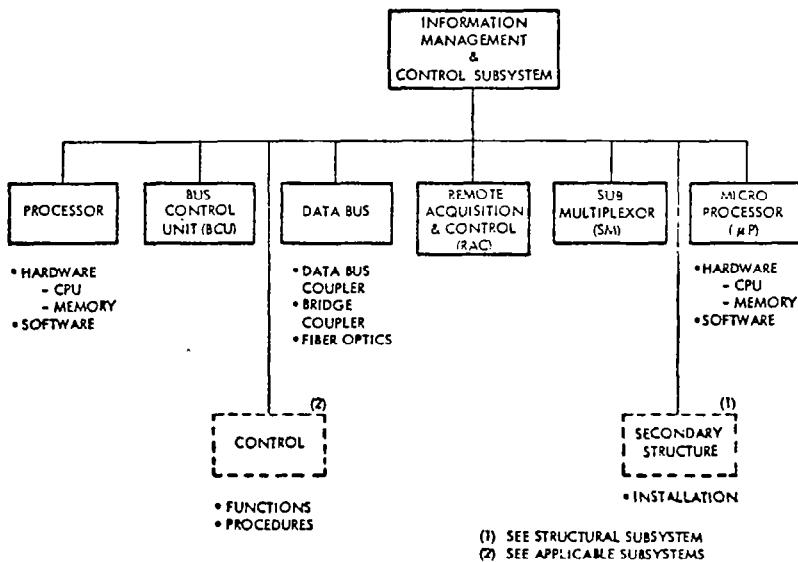 INFORMATION
MANAGEMENT
&
CONTROL SUBSYSTEM
PROCESSOR
BUS
CONTROL
UNIT (BCU)
DATA BUS
REMOTE
ACQUISITION
& CONTROL
(RAC)
SUB
MULTIPLEXOR
(SM)
MICRO
PROCESSOR
(μP)
• HARDWARE
- CPU
- MEMORY
• SOFTWARE
• DATA BUS
COUPLER
• BRIDGE
COUPLER
• FIBER OPTICS
• HARDWARE
- CPU
- MEMORY
• SOFTWARE
(2)
CONTROL
• FUNCTIONS
• PROCEDURES
(1)
SECONDARY
STRUCTURE
• INSTALLATION
(1) SEE STRUCTURAL SUBSYSTEM
(2) SEE APPLICABLE SUBSYSTEMS